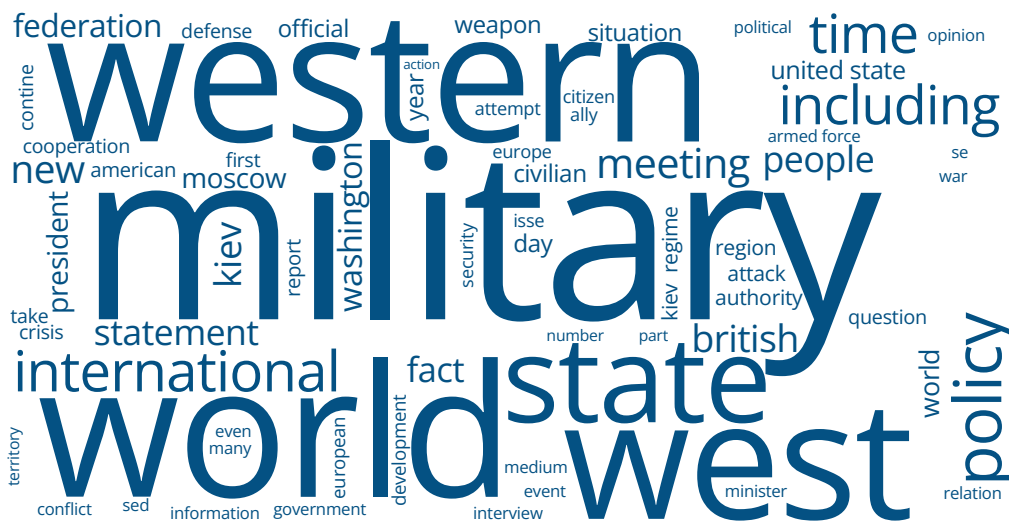 federation
defense
official
weapon
situation
political
time
opinion
western
contine
year
action
attempt
citizen
ally
united state
including
cooperation
armed force
new
american
first
moscow
washington
europe
civilian
meeting
people
se
war
military
president
kiev
report
security
isse
day
kiev regime
region
attack
authority
take
crisis
statement
number
part
british
question
international
fact
state
world
policy
world
west
territory
even
many
european
development
medium
event
minister
relation
conflict
sed
information
government
interview